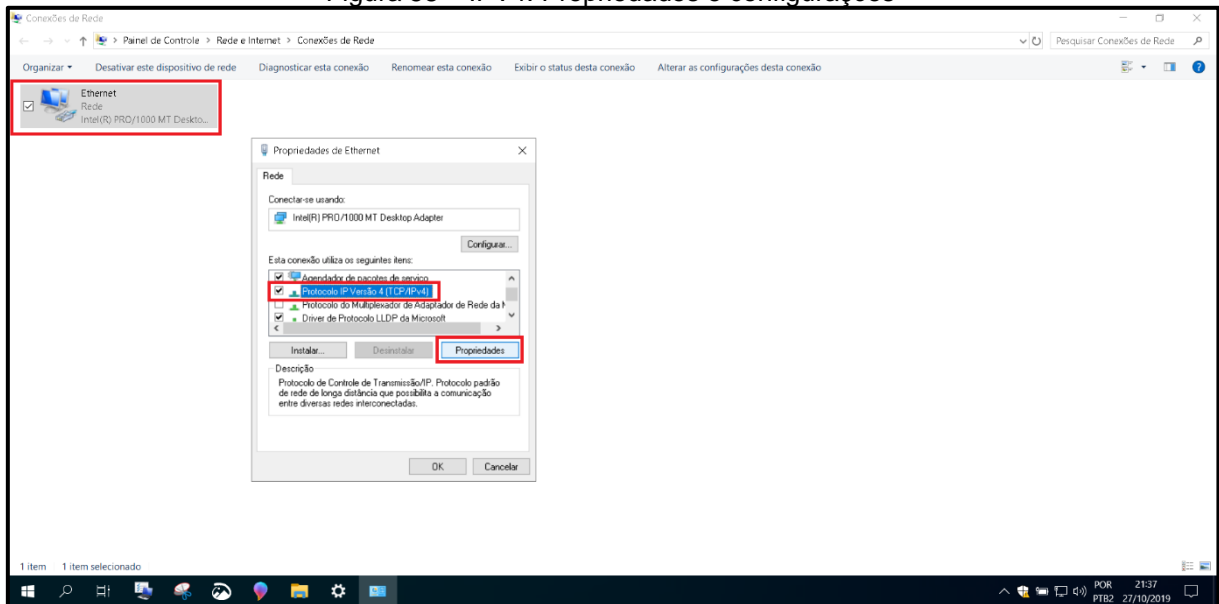 Conexões de Rede
Painel de Controle > Rede e Internet > Conexões de Rede
Pesquisar Conexões de Rede
Organizar
Desativar este dispositivo de rede
Diagnosticar esta conexão
Renomear esta conexão
Exibir o status desta conexão
Alterar as configurações desta conexão
Ethernet
Rede
Intel(R) PRO/1000 MT Deskto...
Propriedades de Ethernet
Rede
Conectar-se usando:
Intel(R) PRO/1000 MT Desktop Adapter
Configurar...
Esta conexão utiliza os seguintes itens:
Agendador de pacotes de serviço
Protocolo IP Versão 4 (TCP/IPv4)
Protocolo do Multiplexador de Adaptador de Rede da
Driver de Protocolo LLDP da Microsoft
Instalar...
Desinstalar
Propriedades
Descrição
Protocolo de Controle de Transmissão/IP. Protocolo padrão
de rede de longa distância que possibilita a comunicação
entre diversas redes interconectadas.
OK
Cancelar
1 item
1 item selecionado
POR
PTB2
21:37
27/10/2019